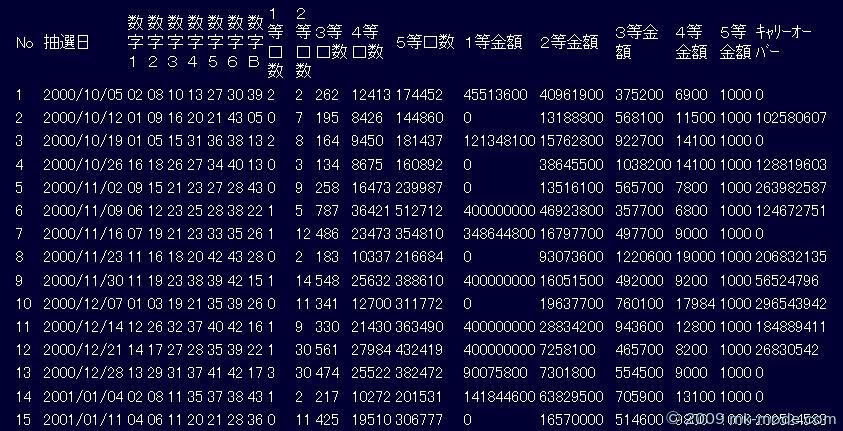 No 抽選日 数字1 数字2 数字3 数字4 数字5 数字6 数字B 1等口数 2等口数 3等口数 4等口数 5等口数 1等金額 2等金額 3等金額 4等金額 5等金額 ｷｬﾘｰｵｰﾊﾞｰ
1 2000/10/05 02 08 10 13 27 30 39 2 2 262 12413 174452 45513600 40961900 375200 6900 1000 0
2 2000/10/12 01 09 16 20 21 43 05 0 7 195 8426 144860 0 13188800 568100 11500 1000 102580607
3 2000/10/19 01 05 15 31 36 38 13 2 8 164 9450 181437 121348100 15762800 922700 14100 1000 0
4 2000/10/26 16 18 26 27 34 40 13 0 3 134 8675 160892 0 38645500 1038200 14100 1000 128819603
5 2000/11/02 09 15 21 23 27 28 43 0 9 258 16473 239987 0 13516100 565700 7800 1000 263982587
6 2000/11/09 06 12 23 25 28 38 22 1 5 787 36421 512712 400000000 46923800 357700 6800 1000 124672751
7 2000/11/16 07 19 21 23 33 35 26 1 12 486 23473 354810 348644800 16797700 497700 9000 1000 0
8 2000/11/23 11 16 18 20 42 43 28 0 2 183 10337 216684 0 93073600 1220600 19000 1000 206832135
9 2000/11/30 11 19 23 38 39 42 15 1 14 548 25632 388610 400000000 16051500 492000 9200 1000 56524796
10 2000/12/07 01 03 19 21 35 39 26 0 11 341 12700 311772 0 19637700 760100 17984 1000 296543942
11 2000/12/14 12 26 32 37 40 42 16 1 9 330 21430 363490 400000000 28834200 943600 12800 1000 184889411
12 2000/12/21 14 17 27 28 35 39 22 1 30 561 27984 432419 400000000 7258100 465700 8200 1000 26830542
13 2000/12/28 13 29 31 37 41 42 17 3 30 474 25522 382472 90075800 7301800 554500 9000 1000 0
14 2001/01/04 02 08 11 35 37 38 43 1 2 217 10272 201531 141844600 63829500 705900 13100 1000 0
15 2001/01/11 04 06 11 20 21 28 36 0 11 425 19510 306777 0 16570000 514600
© 2009 mk-mode.com